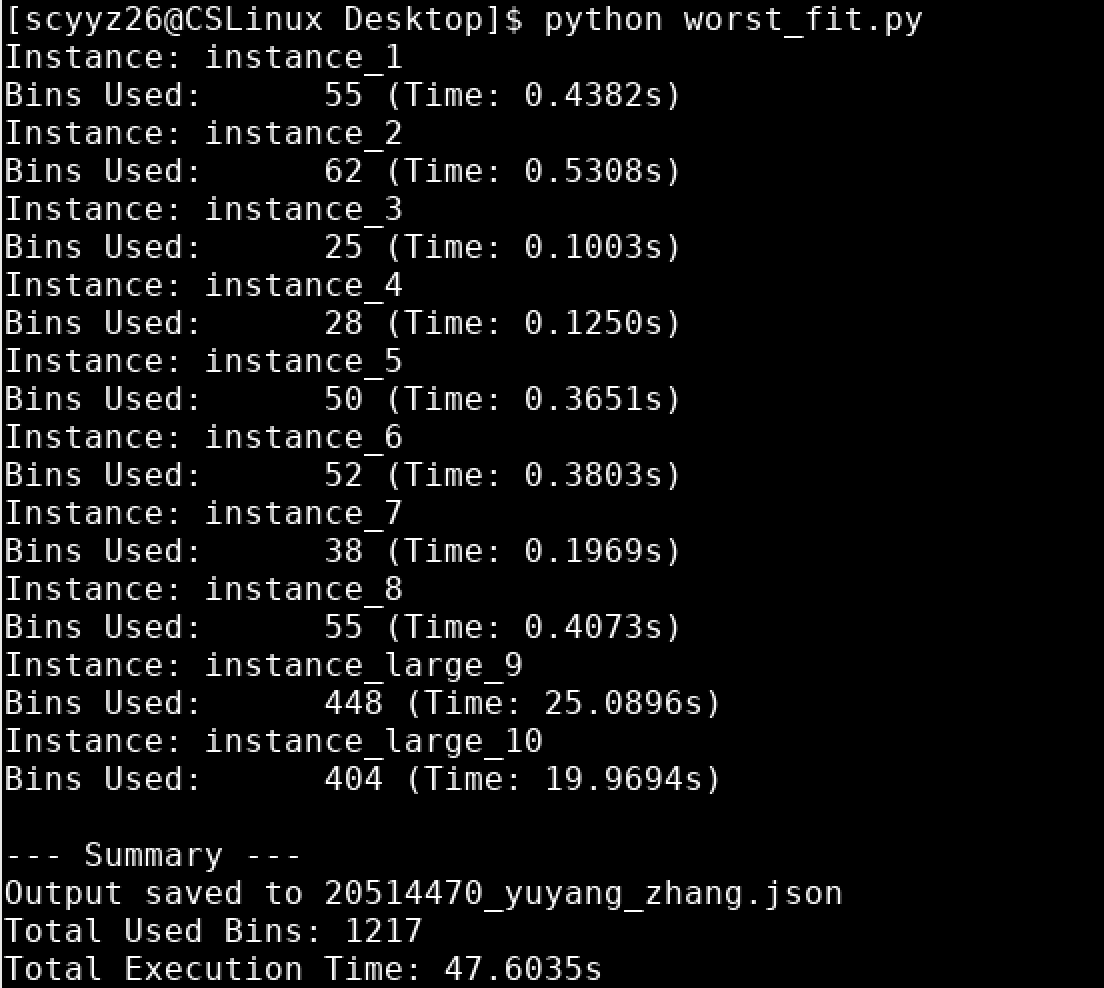 [scyyz26@CSLinux Desktop]$ python worst_fit.py
Instance: instance_1
Bins Used:      55 (Time: 0.4382s)
Instance: instance_2
Bins Used:      62 (Time: 0.5308s)
Instance: instance_3
Bins Used:      25 (Time: 0.1003s)
Instance: instance_4
Bins Used:      28 (Time: 0.1250s)
Instance: instance_5
Bins Used:      50 (Time: 0.3651s)
Instance: instance_6
Bins Used:      52 (Time: 0.3803s)
Instance: instance_7
Bins Used:      38 (Time: 0.1969s)
Instance: instance_8
Bins Used:      55 (Time: 0.4073s)
Instance: instance_large_9
Bins Used:      448 (Time: 25.0896s)
Instance: instance_large_10
Bins Used:      404 (Time: 19.9694s)

--- Summary ---
Output saved to 20514470_yuyang_zhang.json
Total Used Bins: 1217
Total Execution Time: 47.6035s